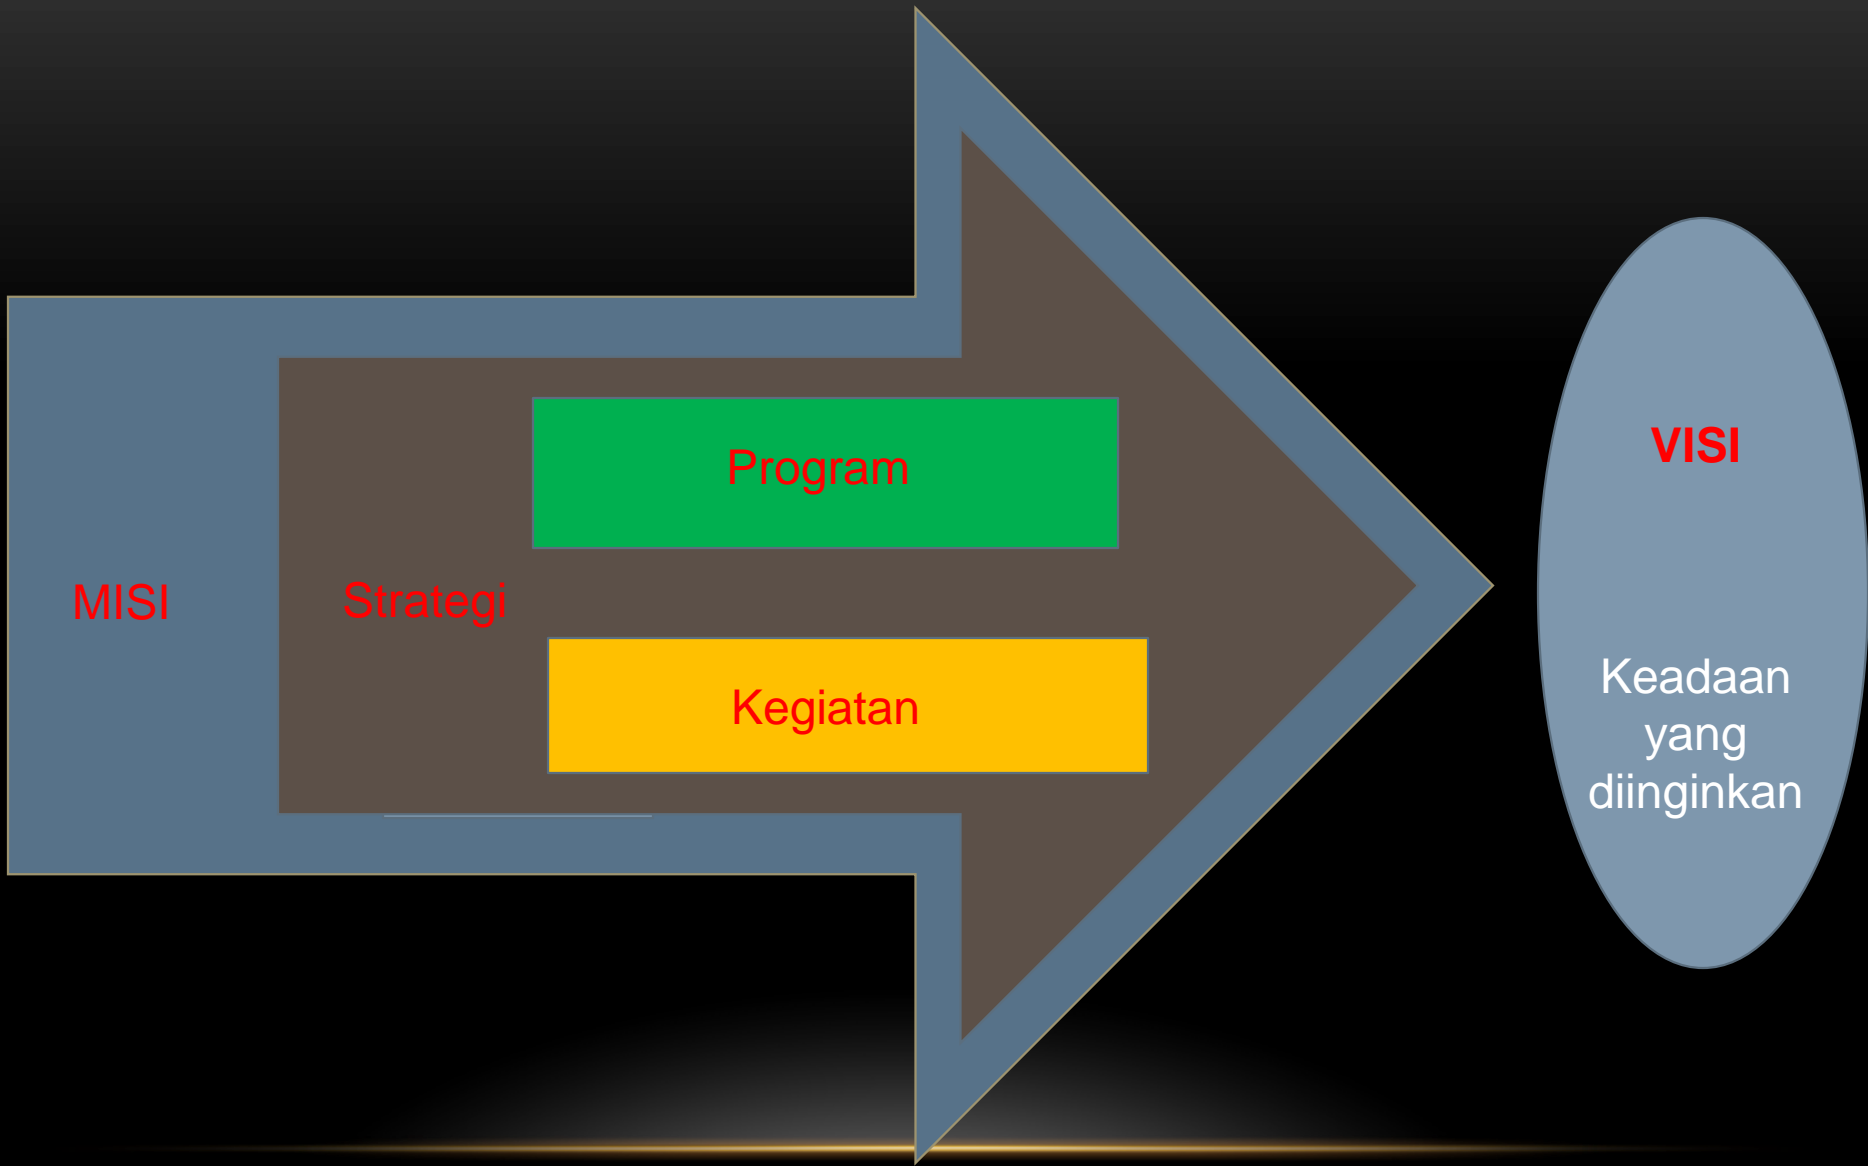 MISI
Strategi
Program
Kegiatan
VISI
Keadaan
yang
diinginkan